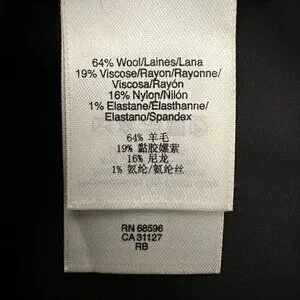 64% Wool/Laines/Lana
19% Viscose/Rayon/Rayonne/
Viscosa/Rayón
16% Nylon/Nilón
1% Elastane/Élasthanne/
Elastano/Spandex
64% 羊毛
19% 黏胶螺萦
16% 尼龙
1% 氨纶/氨纶丝
RN 68596
CA 31127
RB